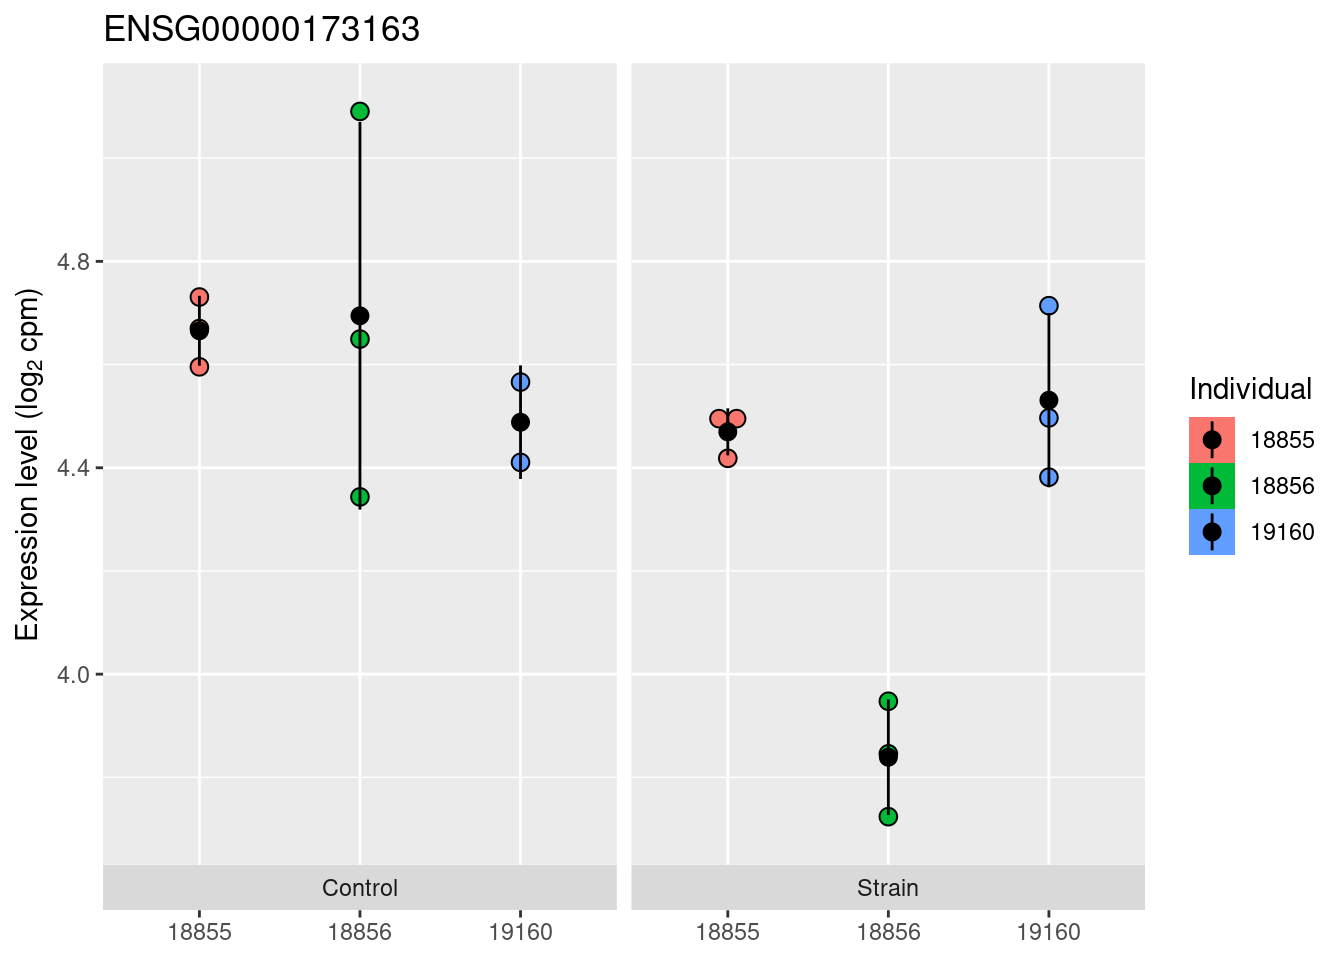 ENSG00000173163
Expression level (log₂ cpm)
4.8
4.4
4.0
Control
Strain
18855 18856 19160
18855 18856 19160
Individual
18855
18856
19160